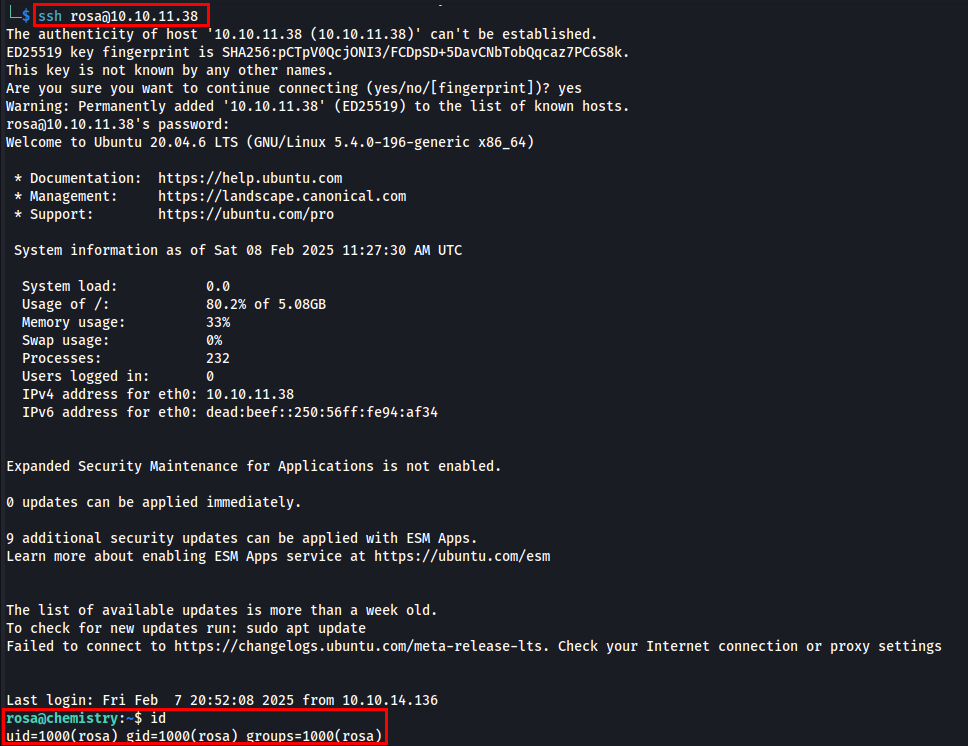 └─$ ssh rosa@10.10.11.38
The authenticity of host '10.10.11.38 (10.10.11.38)' can't be established.
ED25519 key fingerprint is SHA256:pCTpV0QcjONI3/FCDpSD+5DavCNbTobQqcaz7PC6S8k.
This key is not known by any other names.
Are you sure you want to continue connecting (yes/no/[fingerprint])? yes
Warning: Permanently added '10.10.11.38' (ED25519) to the list of known hosts.
rosa@10.10.11.38's password:
Welcome to Ubuntu 20.04.6 LTS (GNU/Linux 5.4.0-196-generic x86_64)
* Documentation:  https://help.ubuntu.com
* Management:     https://landscape.canonical.com
* Support:        https://ubuntu.com/pro
System information as of Sat 08 Feb 2025 11:27:30 AM UTC
System load:           0.0
Usage of /:            80.2% of 5.08GB
Memory usage:          33%
Swap usage:            0%
Processes:             232
Users logged in:       0
IPv4 address for eth0: 10.10.11.38
IPv6 address for eth0: dead:beef::250:56ff:fe94:af34
Expanded Security Maintenance for Applications is not enabled.
0 updates can be applied immediately.
9 additional security updates can be applied with ESM Apps.
Learn more about enabling ESM Apps service at https://ubuntu.com/esm
The list of available updates is more than a week old.
To check for new updates run: sudo apt update
Failed to connect to https://changelogs.ubuntu.com/meta-release-lts. Check your Internet connection or proxy settings
Last login: Fri Feb  7 20:52:08 2025 from 10.10.14.136
rosa@chemistry:~$ id
uid=1000(rosa) gid=1000(rosa) groups=1000(rosa)